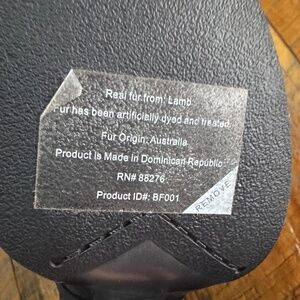 Real fur from: Lamb
Fur has been artificially dyed and treated
Fur Origin: Australia
Product is Made in Dominican Republic
RN# 88276
Product ID#: BF001
REMOVE